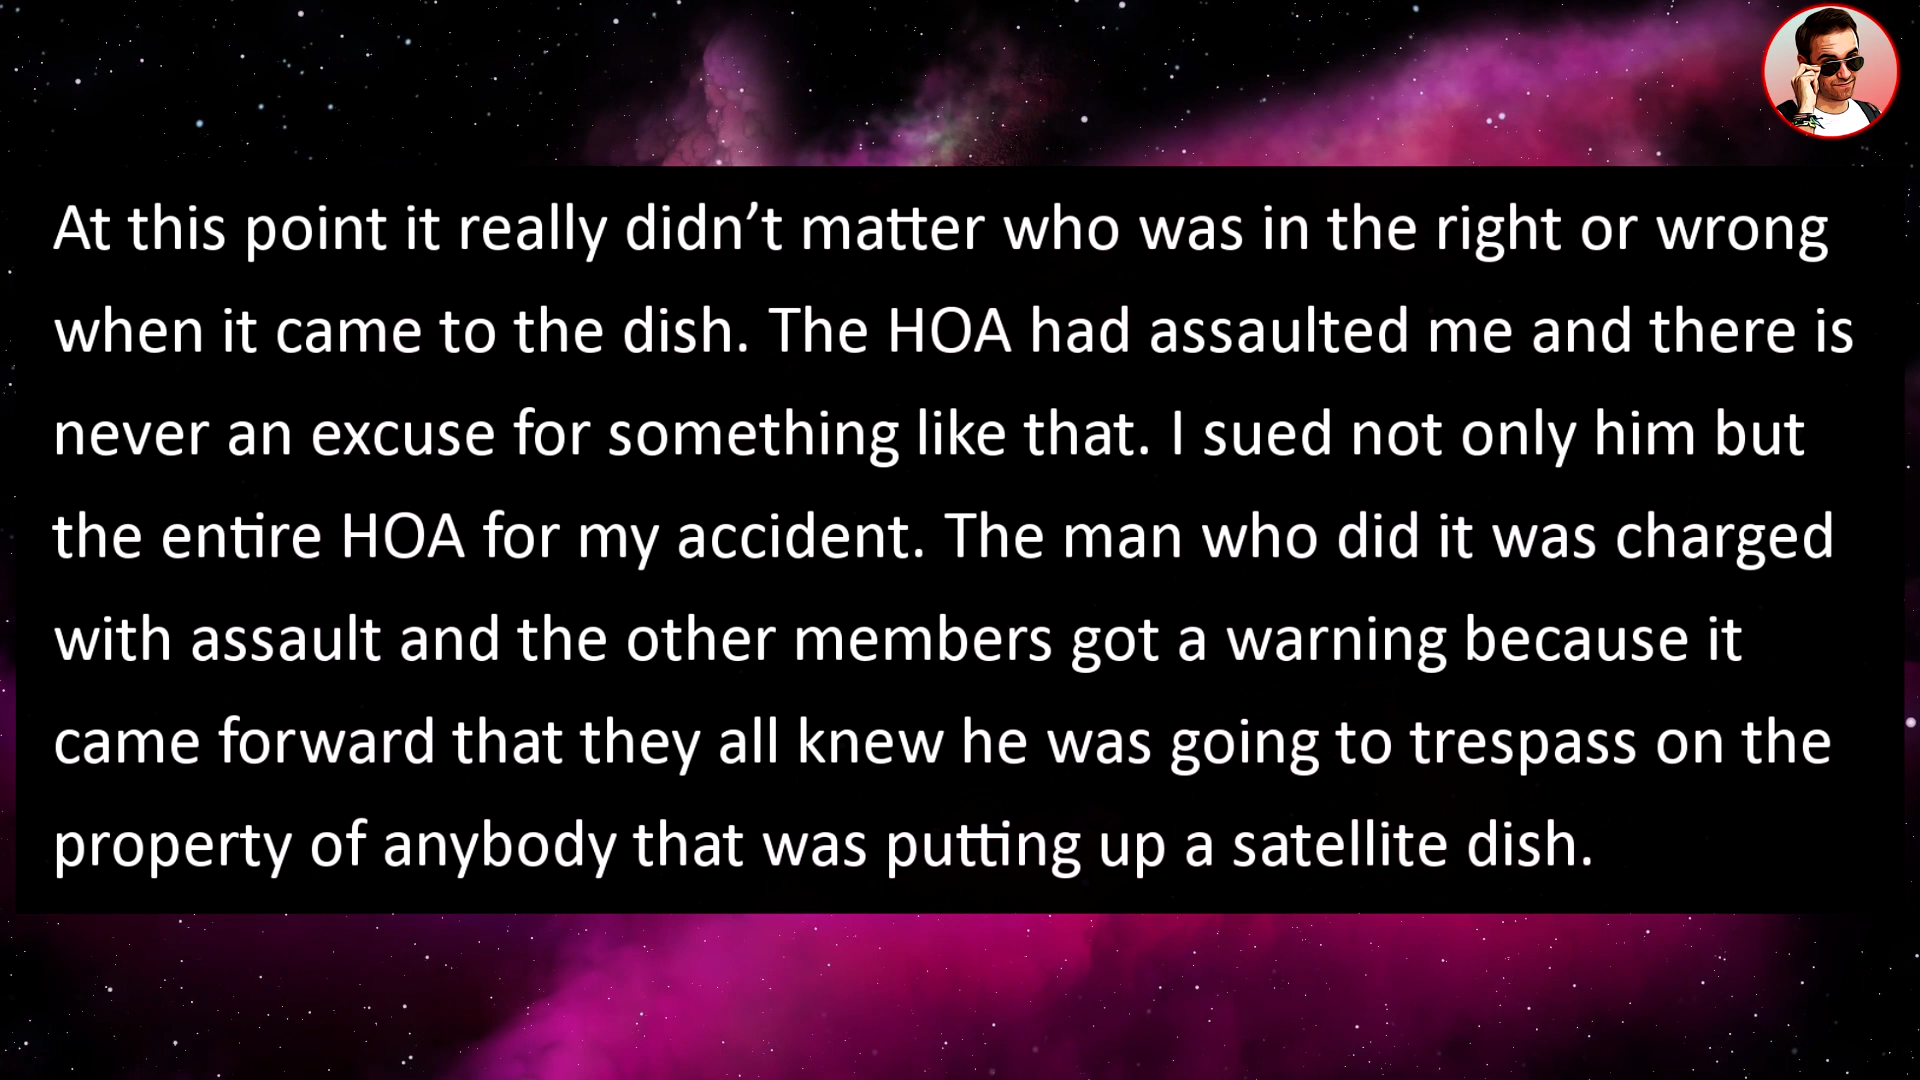 At this point it really didn’t matter who was in the right or wrong
when it came to the dish. The HOA had assaulted me and there is
never an excuse for something like that. I sued not only him but
the entire HOA for my accident. The man who did it was charged
with assault and the other members got a warning because it
came forward that they all knew he was going to trespass on the
property of anybody that was putting up a satellite dish.